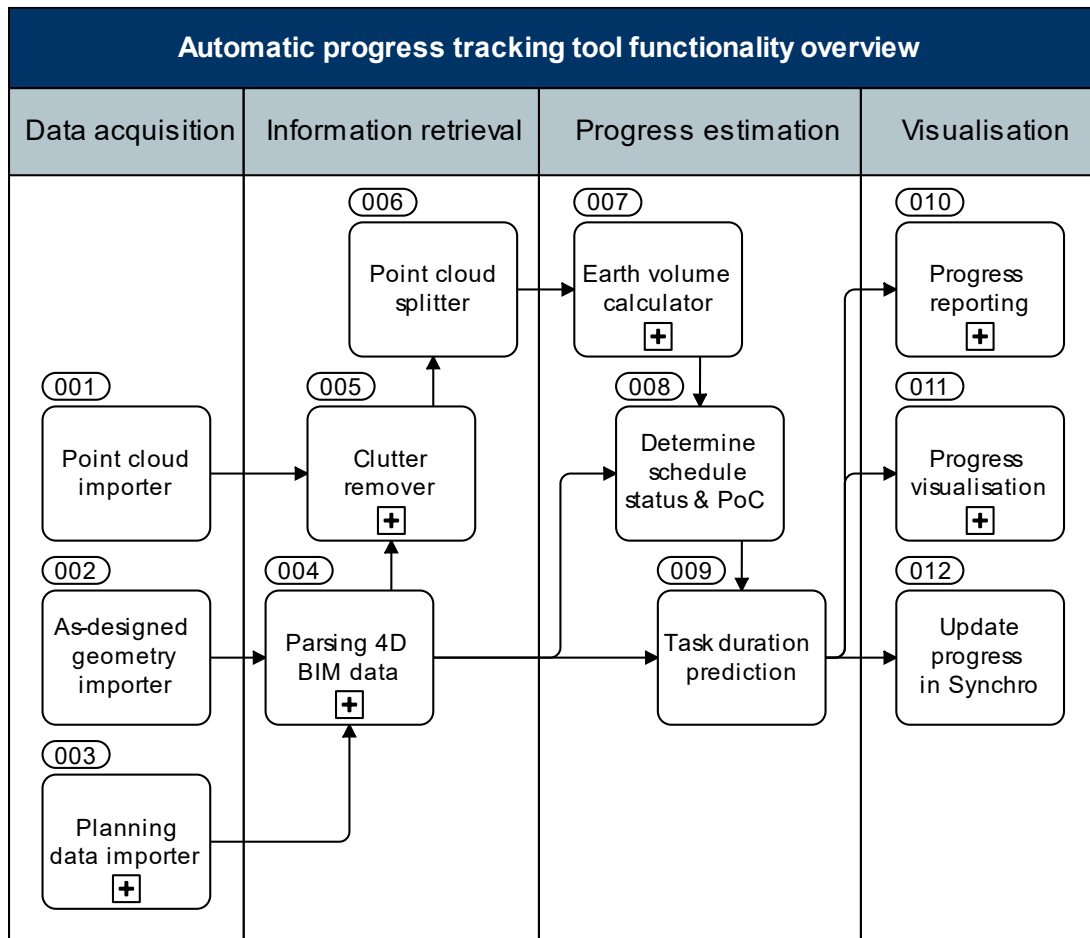 Automatic progress tracking tool functionality overview
Data acquisition
Information retrieval
Progress estimation
Visualisation
001
Point cloud
importer
002
As-designed
geometry
importer
003
Planning
data importer
004
Parsing 4D
BIM data
005
Clutter
remover
006
Point cloud
splitter
007
Earth volume
calculator
008
Determine
schedule
status & PoC
009
Task duration
prediction
010
Progress
reporting
011
Progress
visualisation
012
Update
progress
in Synchro